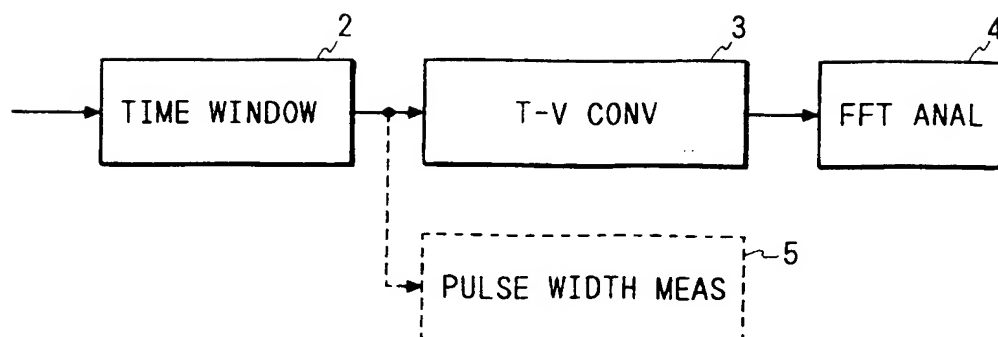 2
TIME WINDOW
3
T-V CONV
4
FFT ANAL
5
PULSE WIDTH MEAS